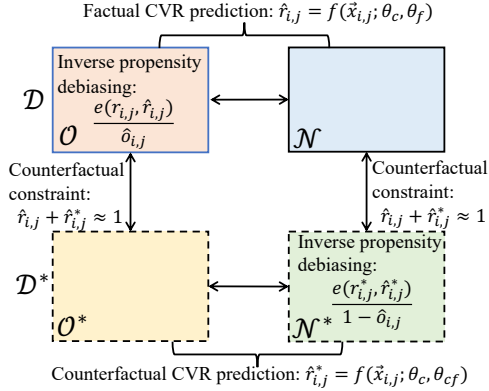 Factual CVR prediction: r̂_{i,j} = f(x⃗_{i,j}; θ_c, θ_f)
Inverse propensity
debiasing:
e(r_{i,j}, r̂_{i,j})
ô_{i,j}
𝒟
𝒪
𝒩
Counterfactual
constraint:
r̂_{i,j} + r̂*_{i,j} ≈ 1
Counterfactual
constraint:
r̂_{i,j} + r̂*_{i,j} ≈ 1
Inverse propensity
debiasing:
e(r*_{i,j}, r̂*_{i,j})
1 − ô_{i,j}
𝒟*
𝒪*
𝒩*
Counterfactual CVR prediction: r̂*_{i,j} = f(x⃗_{i,j}; θ_c, θ_{cf})